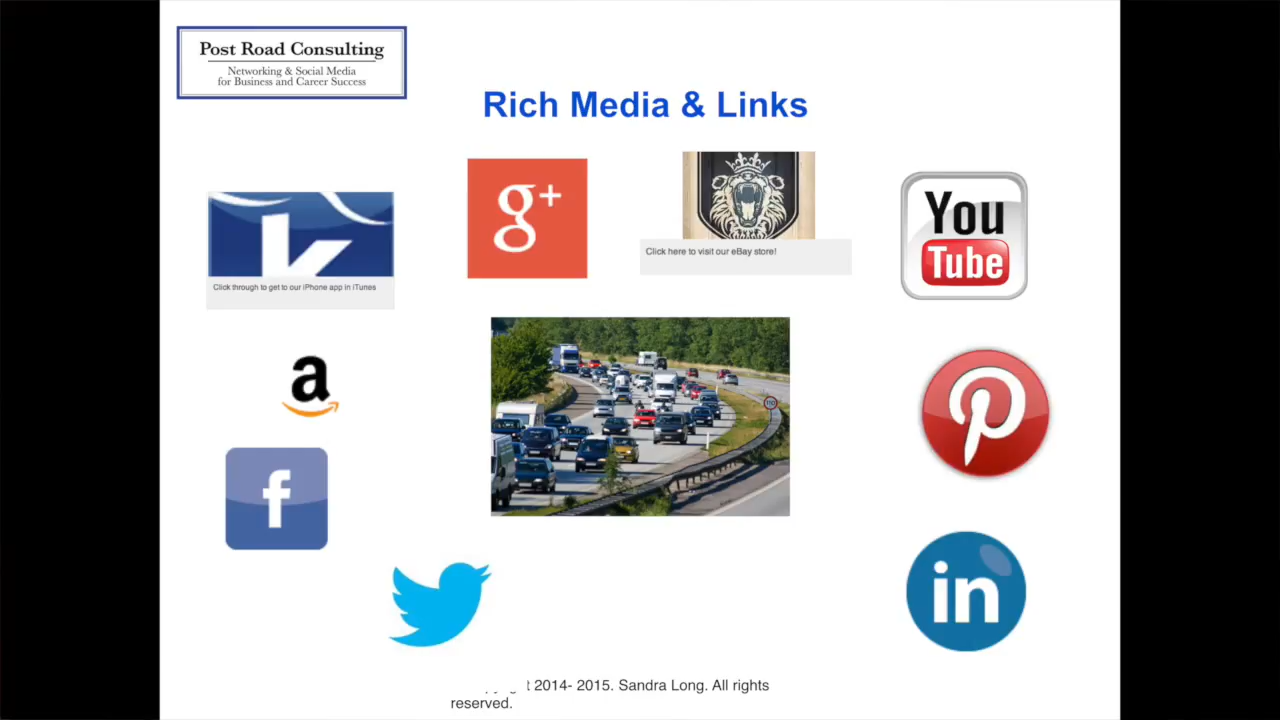 Post Road Consulting
Networking & Social Media
for Business and Career Success
Rich Media & Links
g+
Click here to visit our eBay store!
You
Tube
k
Click through to get to our iPhone app in iTunes
a
110
f
in
2014- 2015. Sandra Long. All rights
reserved.